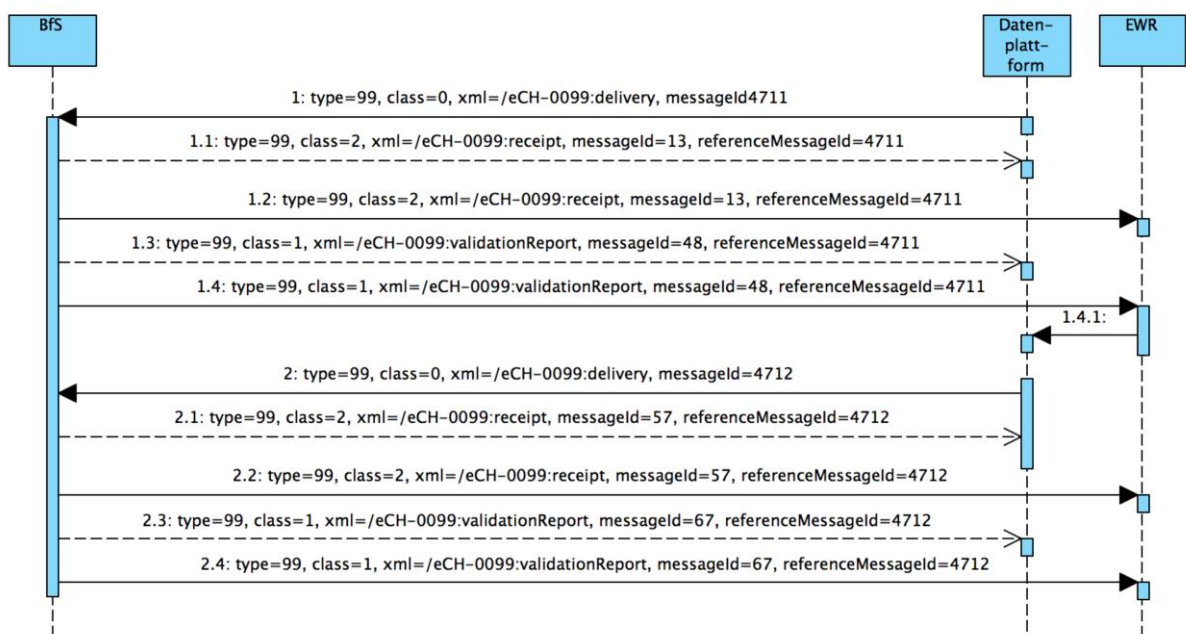 BfS
Daten-
platt-
form
EWR
1: type=99, class=0, xml=/eCH-0099:delivery, messageId4711
1.1: type=99, class=2, xml=/eCH-0099:receipt, messageId=13, referenceMessageId=4711
1.2: type=99, class=2, xml=/eCH-0099:receipt, messageId=13, referenceMessageId=4711
1.3: type=99, class=1, xml=/eCH-0099:validationReport, messageId=48, referenceMessageId=4711
1.4: type=99, class=1, xml=/eCH-0099:validationReport, messageId=48, referenceMessageId=4711
1.4.1:
2: type=99, class=0, xml=/eCH-0099:delivery, messageId=4712
2.1: type=99, class=2, xml=/eCH-0099:receipt, messageId=57, referenceMessageId=4712
2.2: type=99, class=2, xml=/eCH-0099:receipt, messageId=57, referenceMessageId=4712
2.3: type=99, class=1, xml=/eCH-0099:validationReport, messageId=67, referenceMessageId=4712
2.4: type=99, class=1, xml=/eCH-0099:validationReport, messageId=67, referenceMessageId=4712